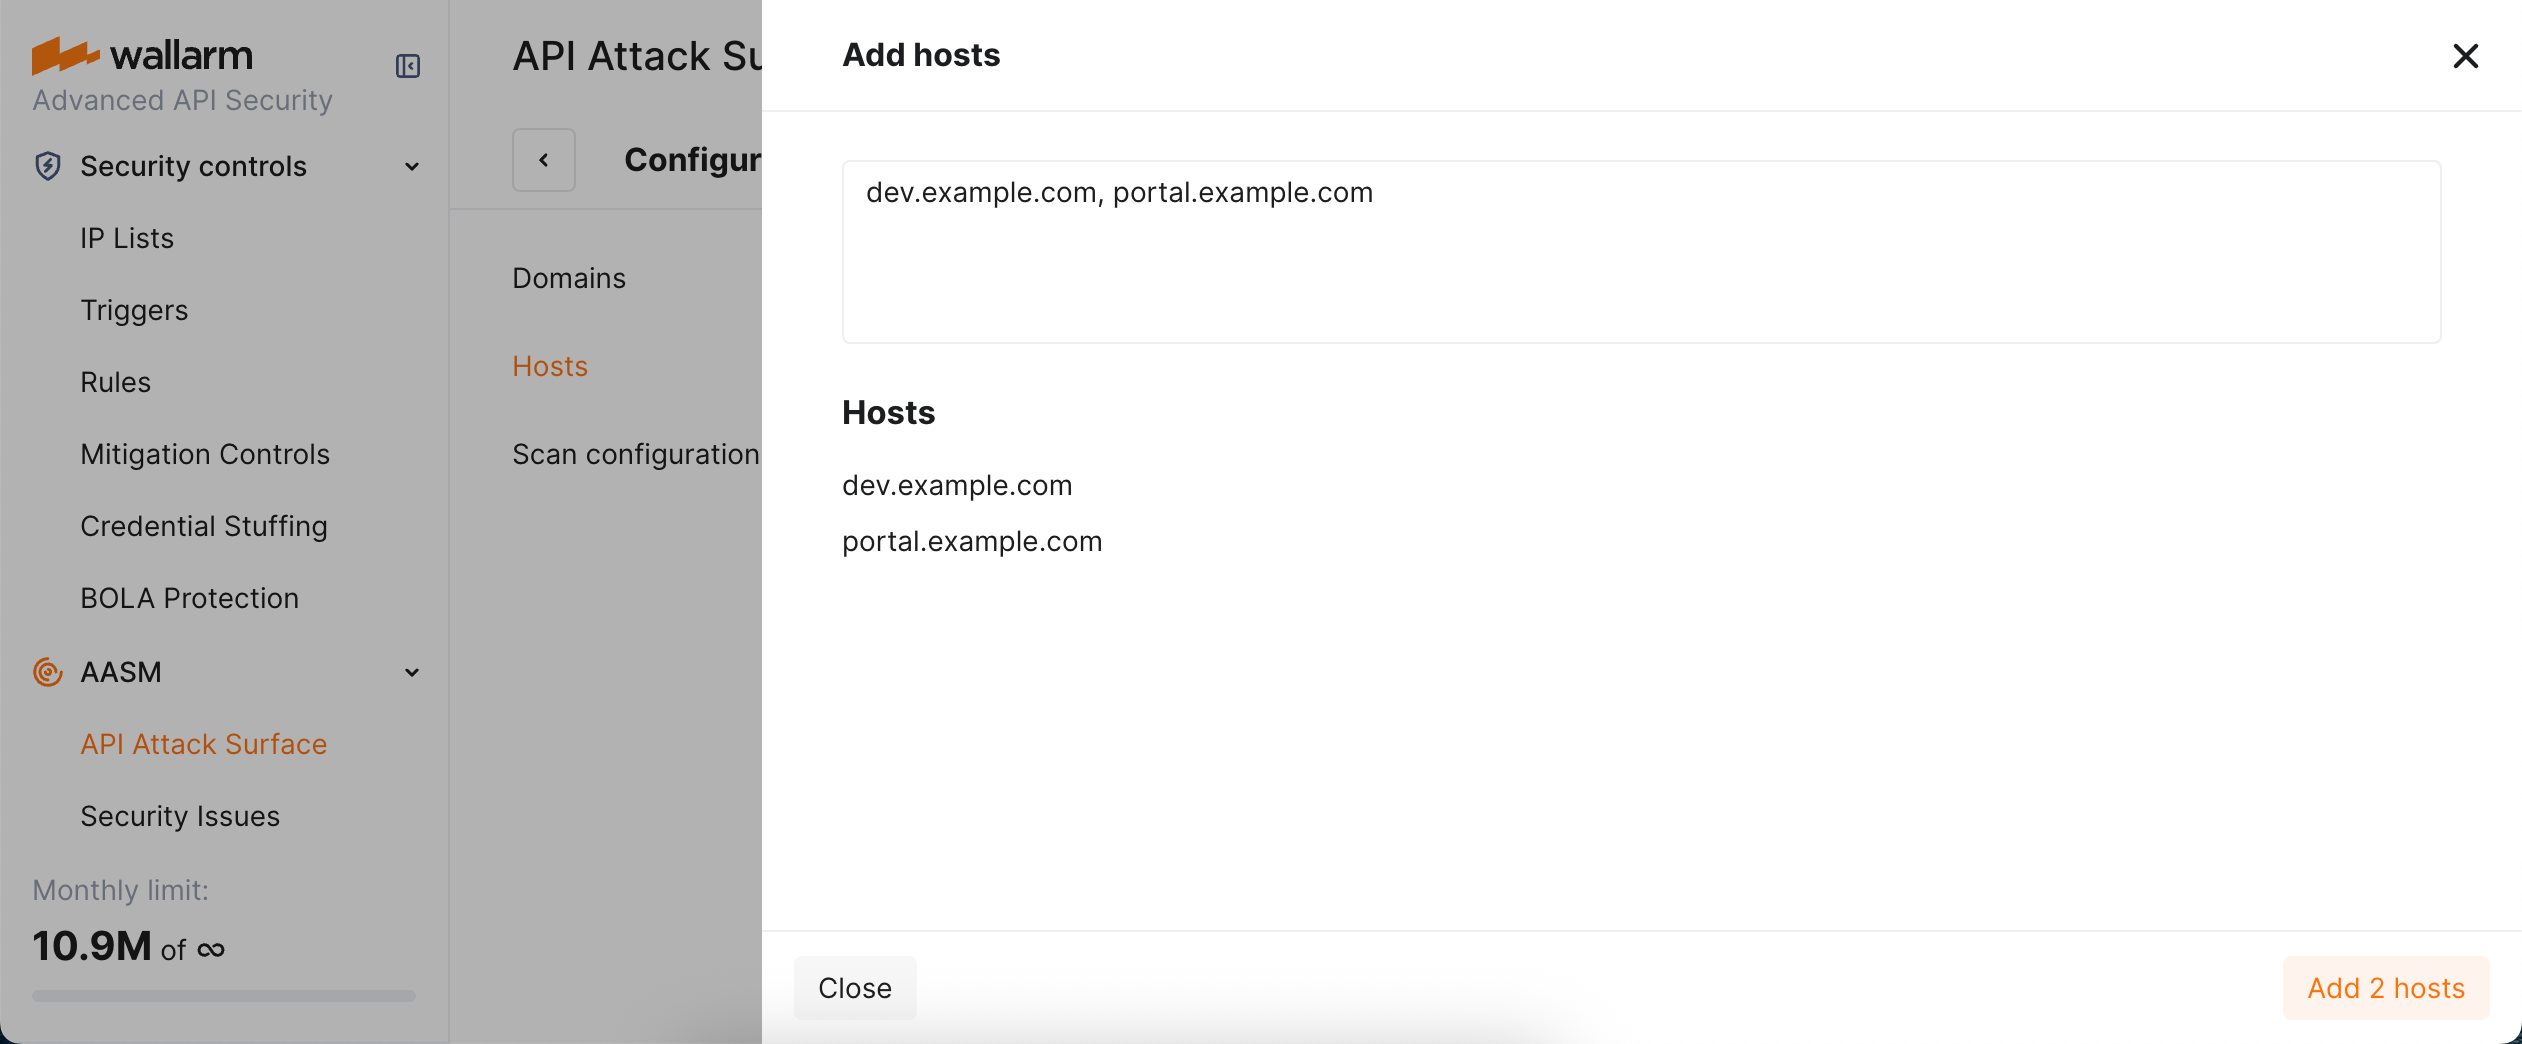 wallarm
Advanced API Security
Security controls
IP Lists
Triggers
Rules
Mitigation Controls
Credential Stuffing
BOLA Protection
AASM
API Attack Surface
Security Issues
Monthly limit:
10.9M of ∞
API Attack Su
Configur
Domains
Hosts
Scan configuration
Add hosts
dev.example.com, portal.example.com
Hosts
dev.example.com
portal.example.com
Close
Add 2 hosts